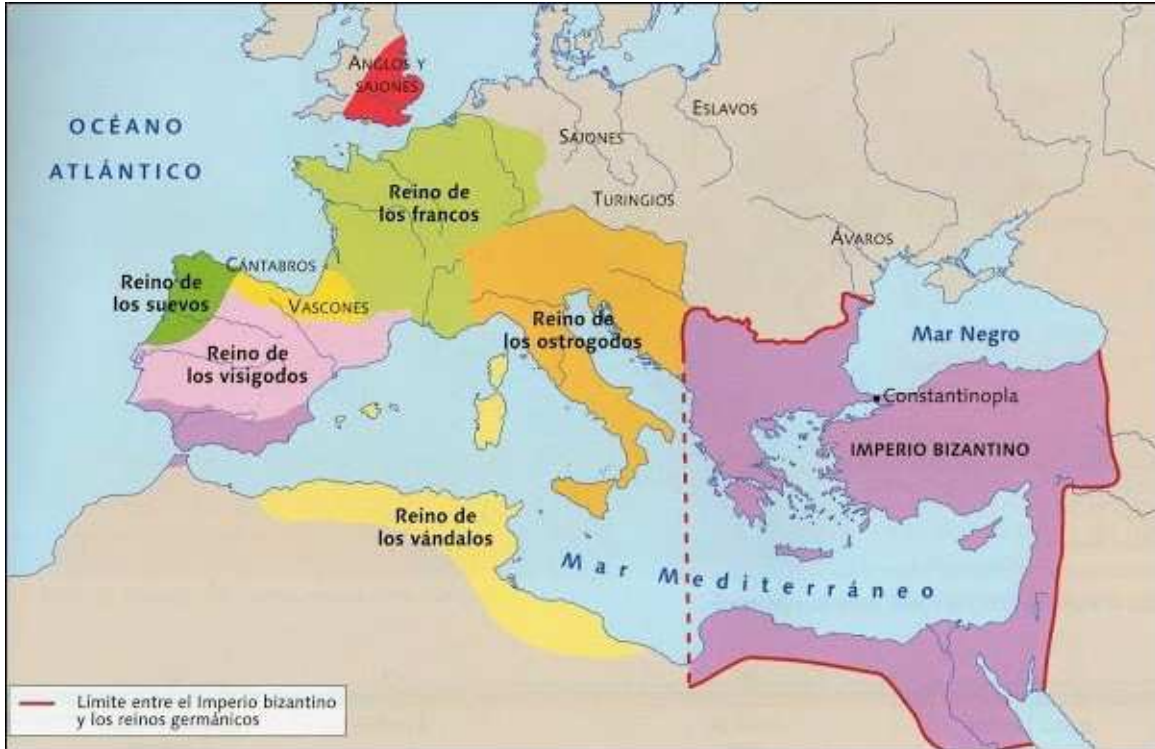 ANGLOS Y
SAJONES
OCÉANO
ATLÁNTICO
ESLAVOS
SAJONES
TURINGIOS
Reino de
los francos
ÁVAROS
CÁNTABROS
Reino de
los suevos
VASCONES
Reino de
los visigodos
Reino de
los ostrogodos
Mar Negro
Constantinopla
IMPERIO BIZANTINO
Reino de
los vándalos
Mar Mediterráneo
Límite entre el Imperio bizantino
y los reinos germánicos